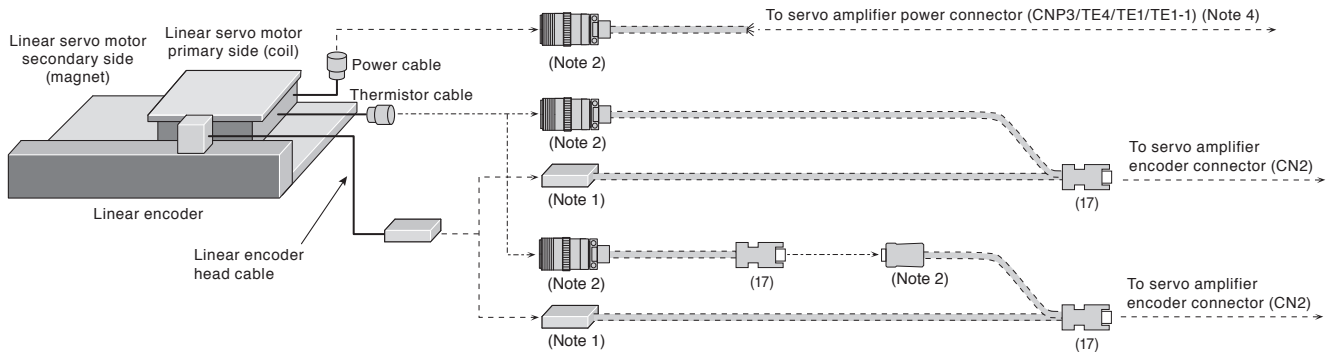 To servo amplifier power connector (CNP3/TE4/TE1/TE1-1) (Note 4)
Linear servo motor
secondary side
(magnet)
Linear servo motor
primary side (coil)
Power cable
(Note 2)
Thermistor cable
(Note 2)
To servo amplifier
encoder connector (CN2)
(Note 1)
(17)
Linear encoder
Linear encoder
head cable
(Note 2)
(17)
(Note 2)
To servo amplifier
encoder connector (CN2)
(Note 1)
(17)